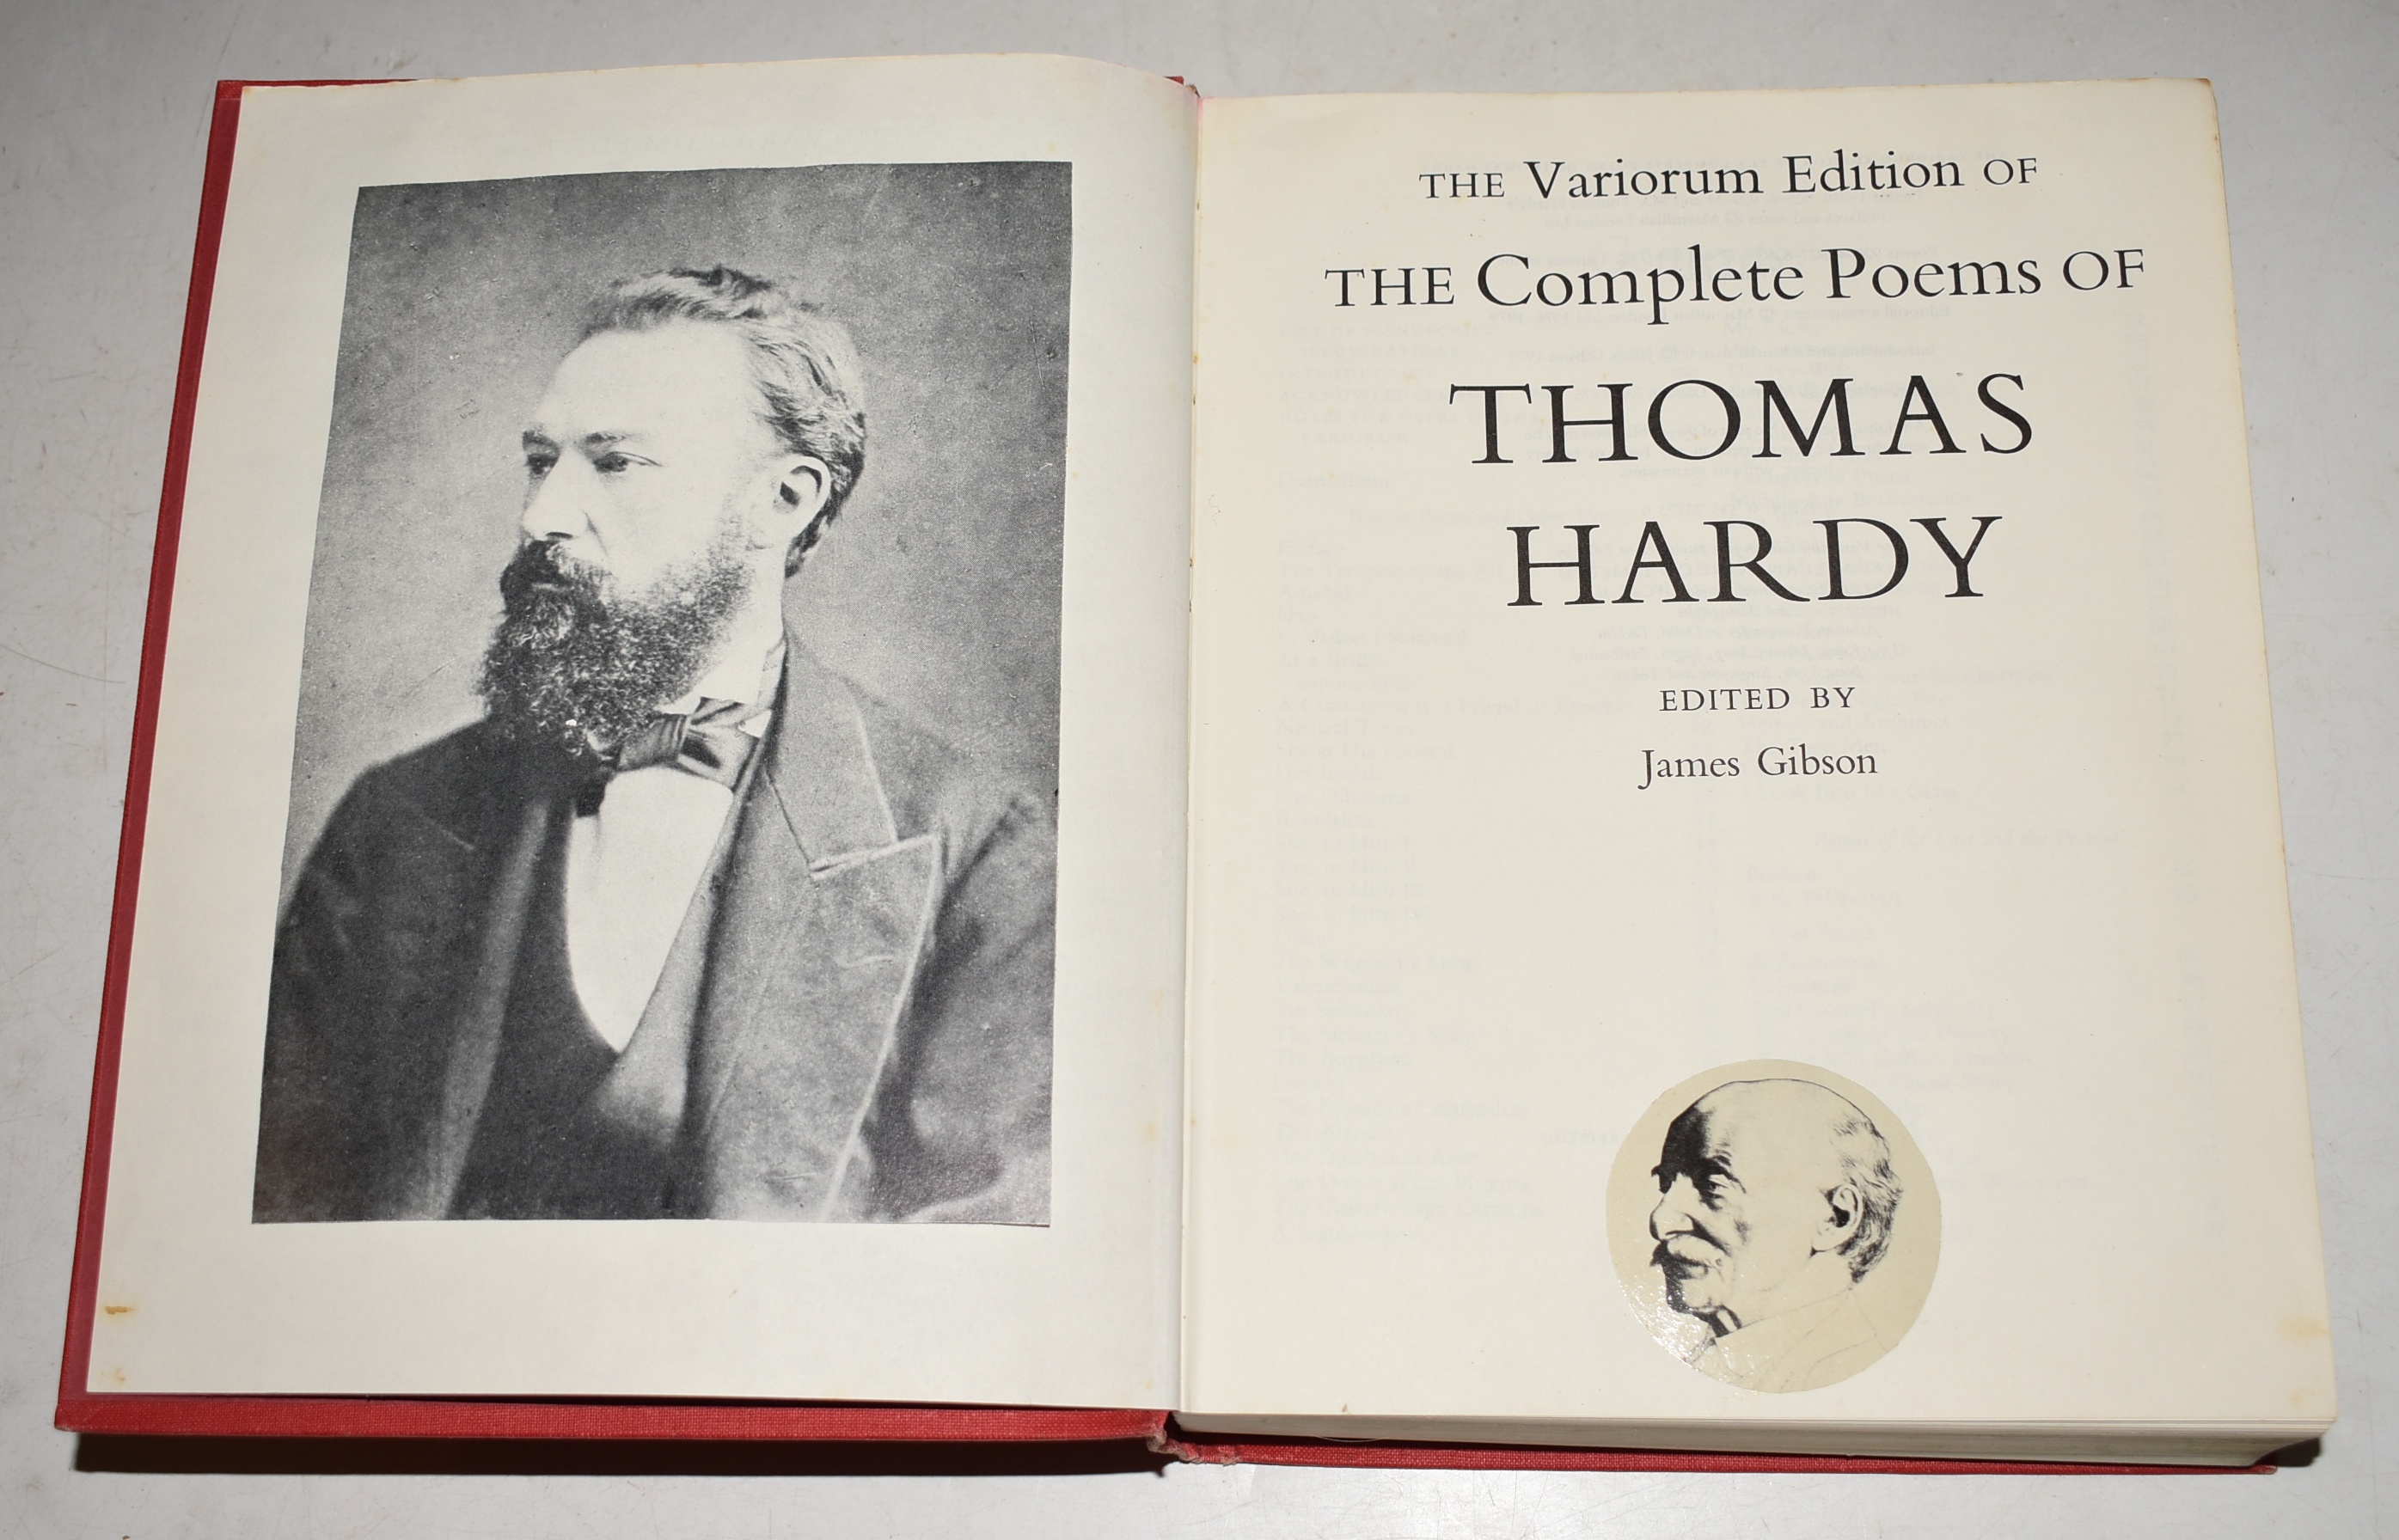 THE Variorum Edition OF
THE Complete Poems OF
THOMAS
HARDY
EDITED BY
James Gibson